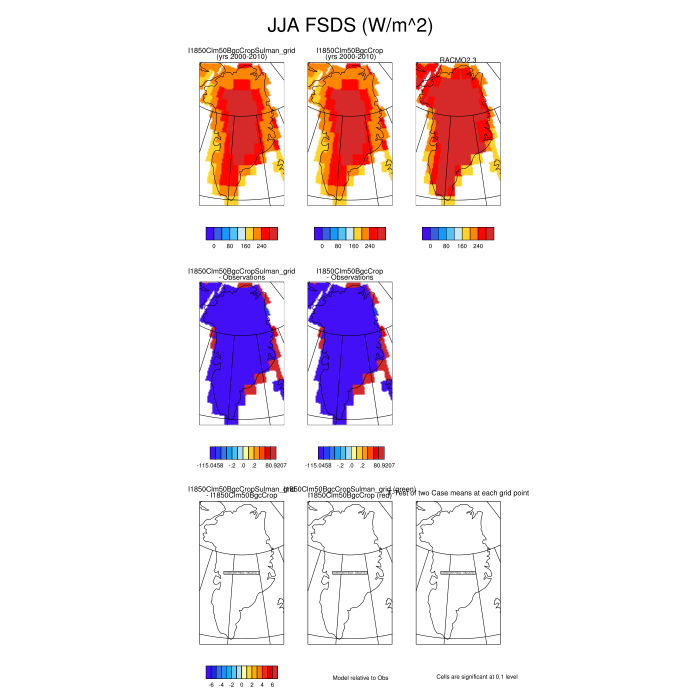 JJA FSDS (W/m^2)
I1850Clm50BgcCropSulman_grid
(yrs 2000-2010)
I1850Clm50BgcCrop
(yrs 2000-2010)
RACMO2.3
0 80 160 240
0 80 160 240
0 80 160 240
I1850Clm50BgcCropSulman_grid
- Observations
I1850Clm50BgcCrop
- Observations
-115.0458 -.2 .0 .2 80.9207
-115.0458 -.2 .0 .2 80.9207
I1850Clm50BgcCropSulman_grid
- I1850Clm50BgcCrop
I1850Clm50BgcCropSulman_grid (green)
I1850Clm50BgcCrop (red)
-Test of two Case means at each grid point
-6 -4 -2 0 2 4 6
Model relative to Obs
Cells are significant at 0.1 level